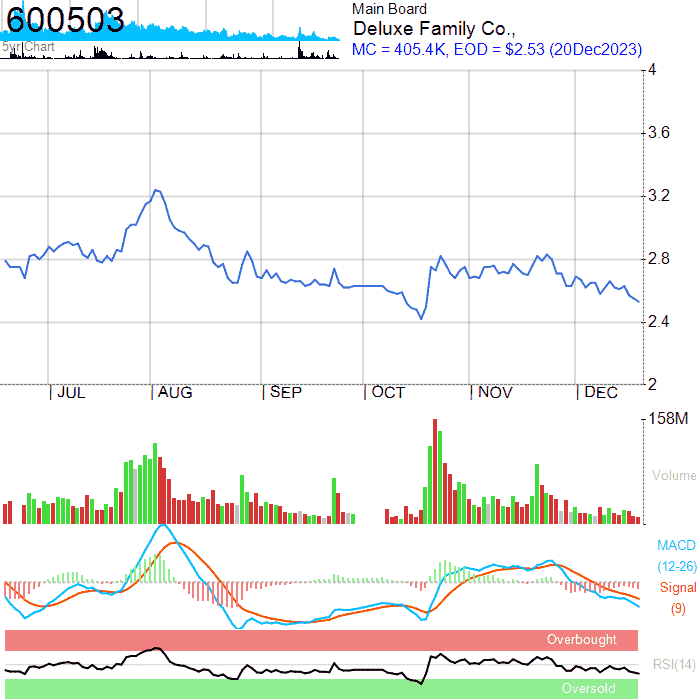 600503
5yr Chart
Main Board
Deluxe Family Co.,
MC = 405.4K, EOD = $2.53 (20Dec2023)
4
3.6
3.2
2.8
2.4
2
JUL AUG SEP OCT NOV DEC
158M
Volume
MACD
(12-26)
Signal
(9)
Overbought
RSI(14)
Oversold